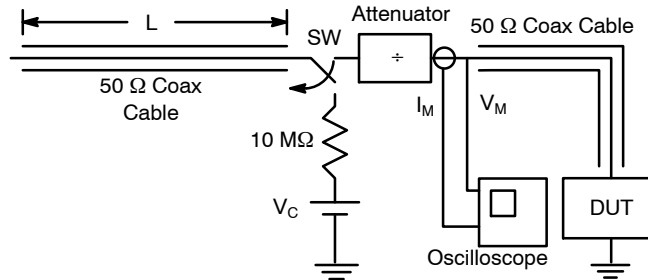 Attenuator
L
SW
50 Ω Coax Cable
÷
50 Ω Coax
Cable
I_M
V_M
10 MΩ
V_C
DUT
Oscilloscope